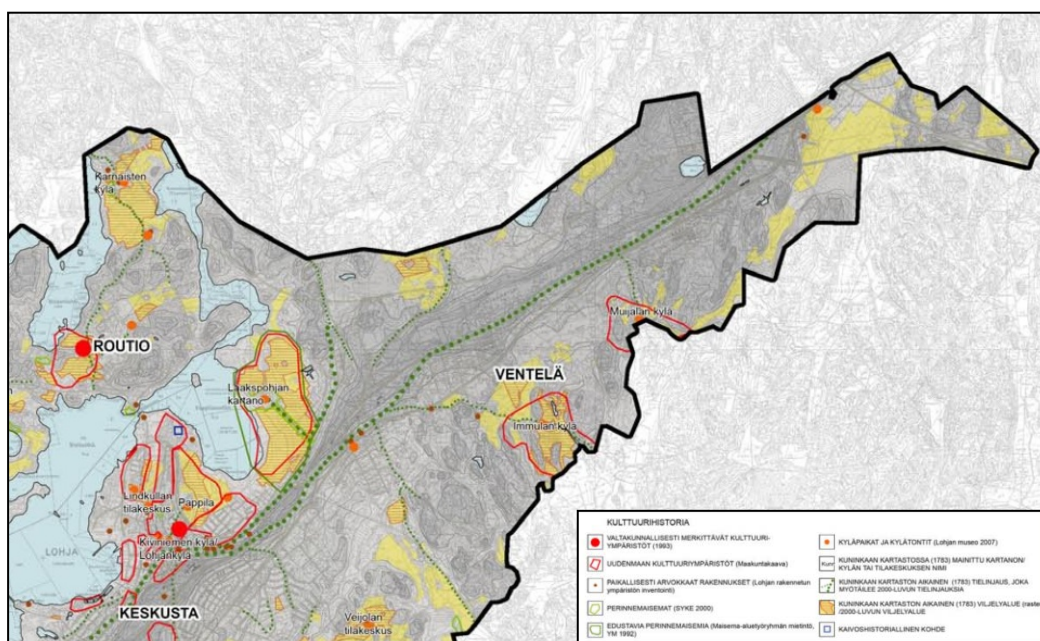 Karnaisten
kylä
ROUTIO
Laakspohjan
kartano
VENTELÄ
Muijalan kylä
Immulan kylä
Lindkullan
tilakeskus
Pappila
Kiviniemen kylä/
Lohjankylä
LOHJA
KESKUSTA
Veijolan
tilakeskus
KULTTUURIHISTORIA
VALTAKUNNALLISESTI MERKITTÄVÄT KULTTUURI-
YMPÄRISTÖT (1993)
UUDENMAAN KULTTUURIYMPÄRISTÖT (Maakuntakaava)
PAIKALLISESTI ARVOKKAAT RAKENNUKSET (Lohjan rakennetun
ympäristön inventointi)
PERINNEMAISEMAT (SYKE 2000)
EDUSTAVIA PERINNEMAISEMIA (Maisema-aluetyöryhmän mietintö,
YM 1992)
KYLÄPAIKAT JA KYLÄTONTIT (Lohjan museo 2007)
Kunr
KUNINKAAN KARTASTOSSA (1783) MAINITTU KARTANON/
KYLÄN TAI TILAKESKUKSEN NIMI
KUNINKAAN KARTASTON AIKAINEN (1783) TIELINJAUS, JOKA
MYÖTÄILEE 2000-LUVUN TIELINJAUKSIA
KUNINKAAN KARTASTON AIKAINEN (1783) VILJELYALUE (raste
/2000-LUVUN VILJELYALUE
KAIVOSHISTORIALLINEN KOHDE